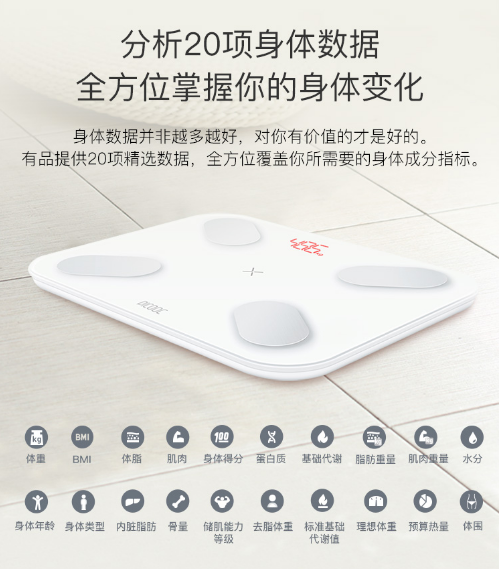 分析20项身体数据
全方位掌握你的身体变化
身体数据并非越多越好，对你有价值的才是好的。
有品提供20项精选数据，全方位覆盖你所需要的身体成分指标。
PICOOC
kg BMI 100
体重 BMI 体脂 肌肉 身体得分 蛋白质 基础代谢 脂肪重量 肌肉重量 水分
身体年龄 身体类型 内脏脂肪 骨量 储肌能力 去脂体重 标准基础 理想体重 预算热量 体围
等级 代谢值